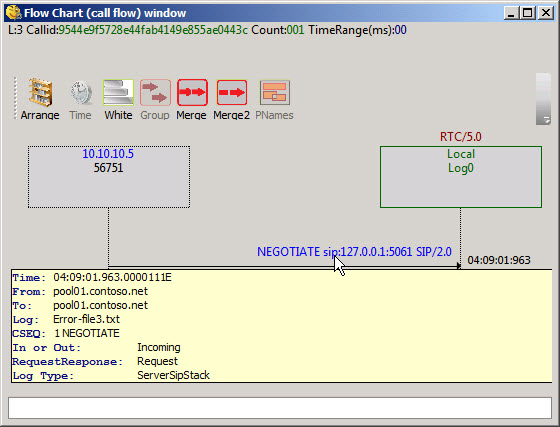 Flow Chart (call flow) window
L:3 Callid:9544e9f5728e44fab4149e855ae0443c Count:001 TimeRange(ms):00
Arrange Time White Group Merge Merge2 PNames
RTC/5.0
10.10.10.5
56751
Local
Log0
NEGOTIATE sip:127.0.0.1:5061 SIP/2.0
04:09:01:963
Time: 04:09:01.963.0000111E
From: pool01.contoso.net
To: pool01.contoso.net
Log: Error-file3.txt
CSEQ: 1 NEGOTIATE
In or Out: Incoming
RequestResponse: Request
Log Type: ServerSipStack